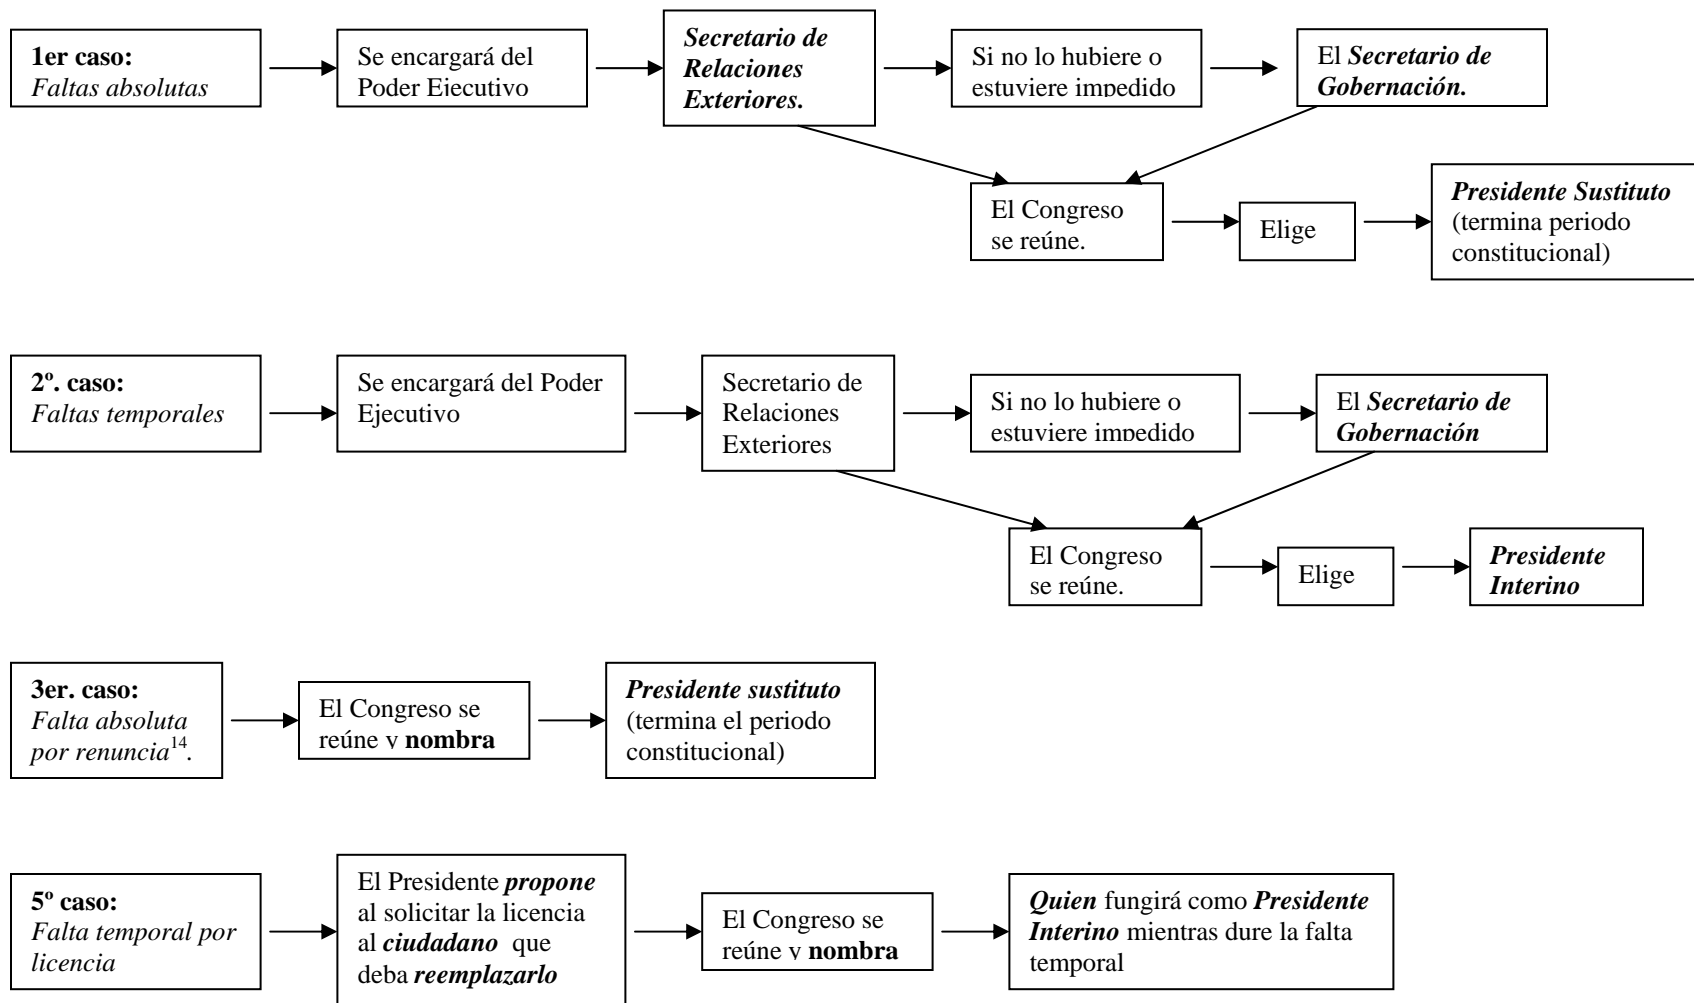 1er caso:
Faltas absolutas
Se encargará del
Poder Ejecutivo
Secretario de
Relaciones
Exteriores.
Si no lo hubiere o
estuviere impedido
El Secretario de
Gobernación.
El Congreso
se reúne.
Elige
Presidente Sustituto
(termina periodo
constitucional)
2º. caso:
Faltas temporales
Se encargará del Poder
Ejecutivo
Secretario de
Relaciones
Exteriores
Si no lo hubiere o
estuviere impedido
El Secretario de
Gobernación
El Congreso
se reúne.
Elige
Presidente
Interino
3er. caso:
Falta absoluta
por renuncia14.
El Congreso se
reúne y nombra
Presidente sustituto
(termina el periodo
constitucional)
5º caso:
Falta temporal por
licencia
El Presidente propone
al solicitar la licencia
al ciudadano que
deba reemplazarlo
El Congreso se
reúne y nombra
Quien fungirá como Presidente
Interino mientras dure la falta
temporal